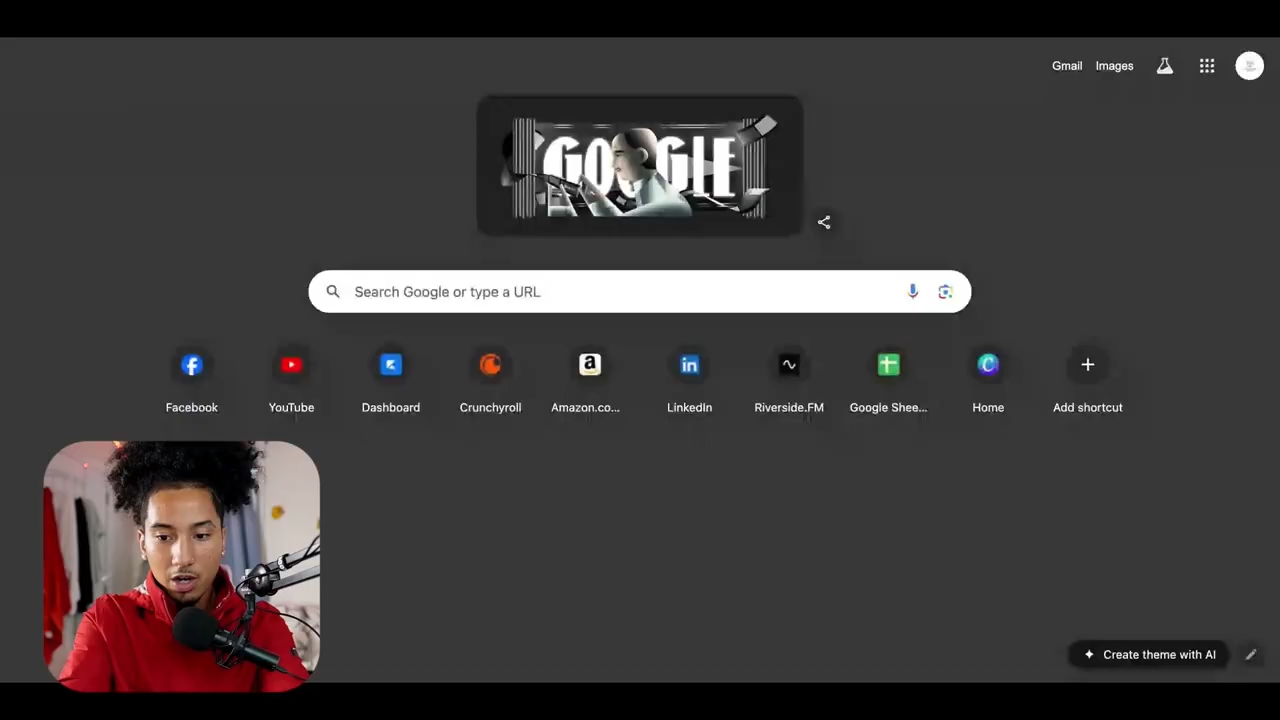 Gmail Images
GOOGLE
Search Google or type a URL
Facebook YouTube Dashboard Crunchyroll Amazon.co... LinkedIn Riverside.FM Google Shee... Home Add shortcut
Create theme with AI